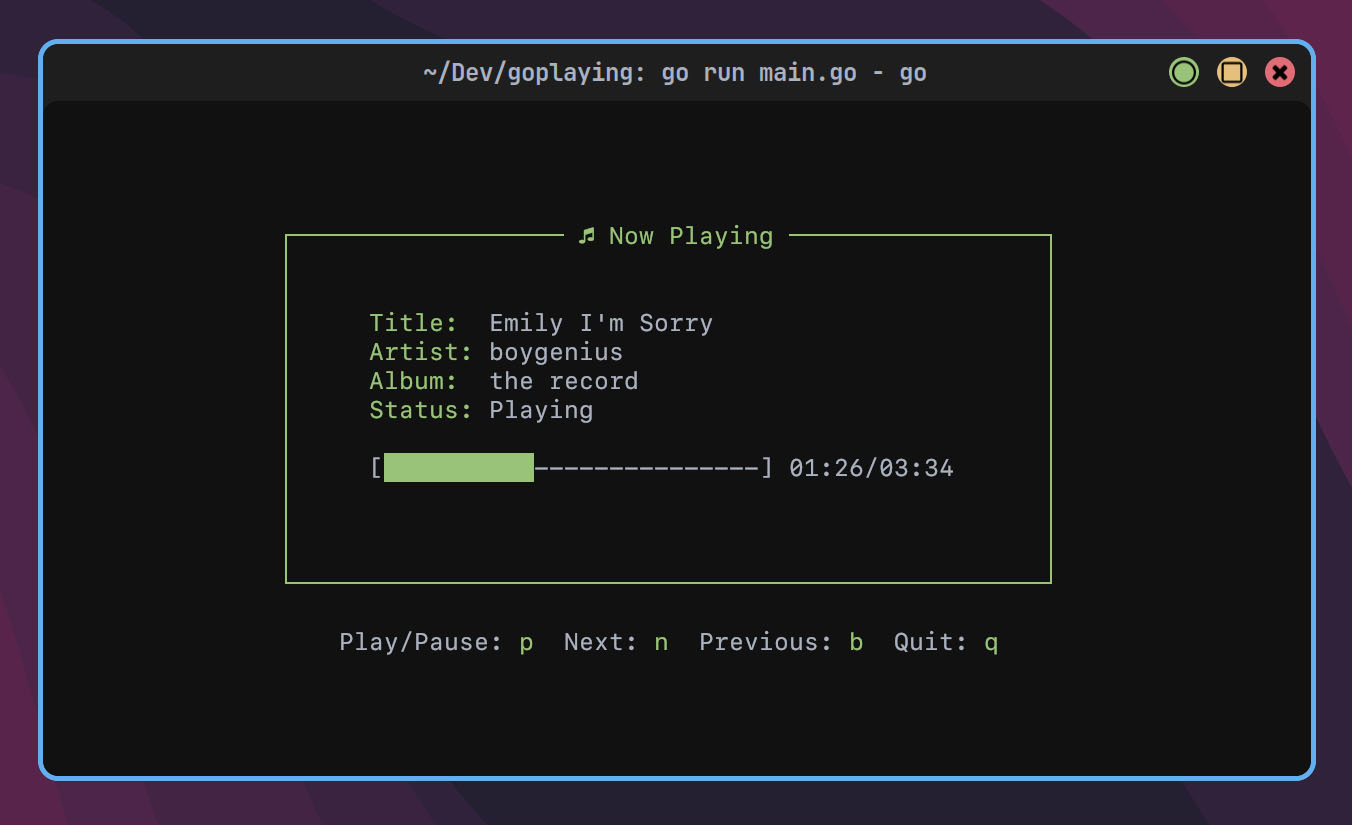 ~/Dev/goplaying: go run main.go - go
♫ Now Playing
Title:  Emily I'm Sorry
Artist: boygenius
Album:  the record
Status: Playing
[██████████---------------] 01:26/03:34
Play/Pause: p  Next: n  Previous: b  Quit: q